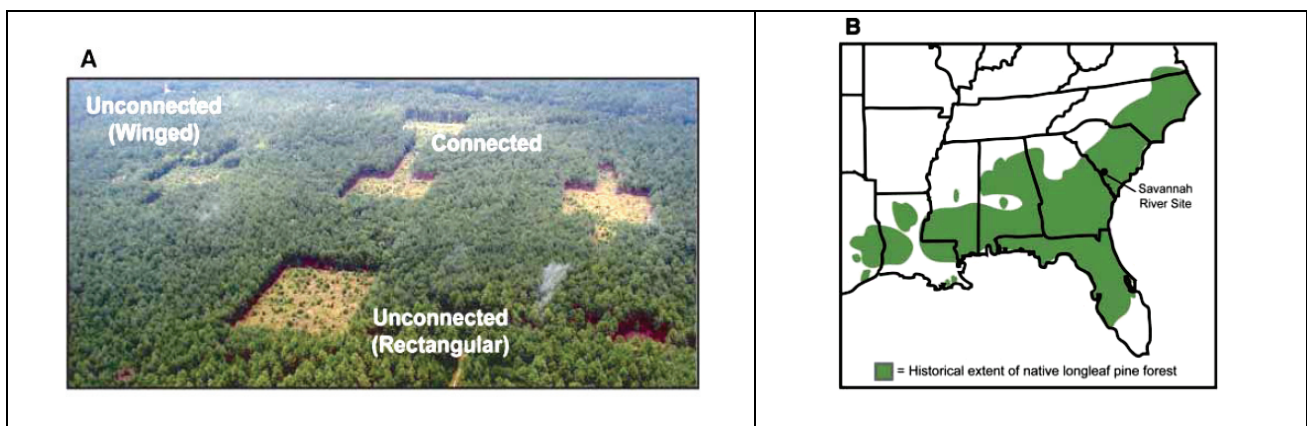 A
Unconnected
(Winged)
Connected
Unconnected
(Rectangular)
B
Savannah
River Site
= Historical extent of native longleaf pine forest